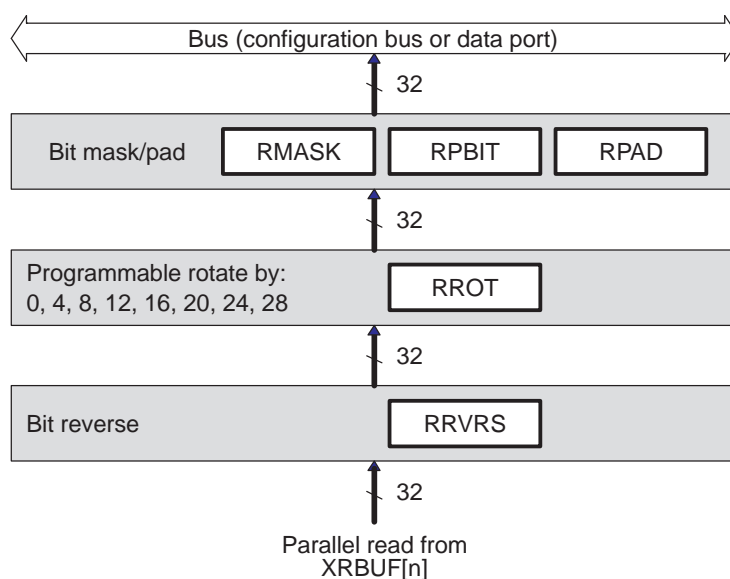 Bus (configuration bus or data port)
32
Bit mask/pad
RMASK
RPBIT
RPAD
32
Programmable rotate by:
0, 4, 8, 12, 16, 20, 24, 28
RROT
32
Bit reverse
RRVRS
32
Parallel read from
XRBUF[n]